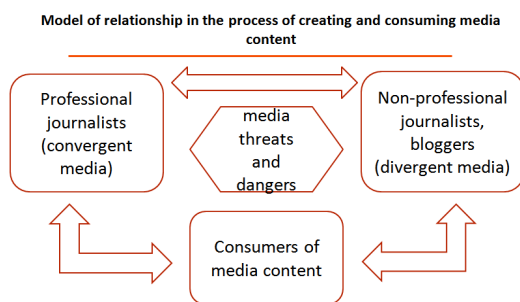 Model of relationship in the process of creating and consuming media
content
Professional
journalists
(convergent
media)
media
threats
and
dangers
Non-professional
journalists,
bloggers
(divergent media)
Consumers of
media content